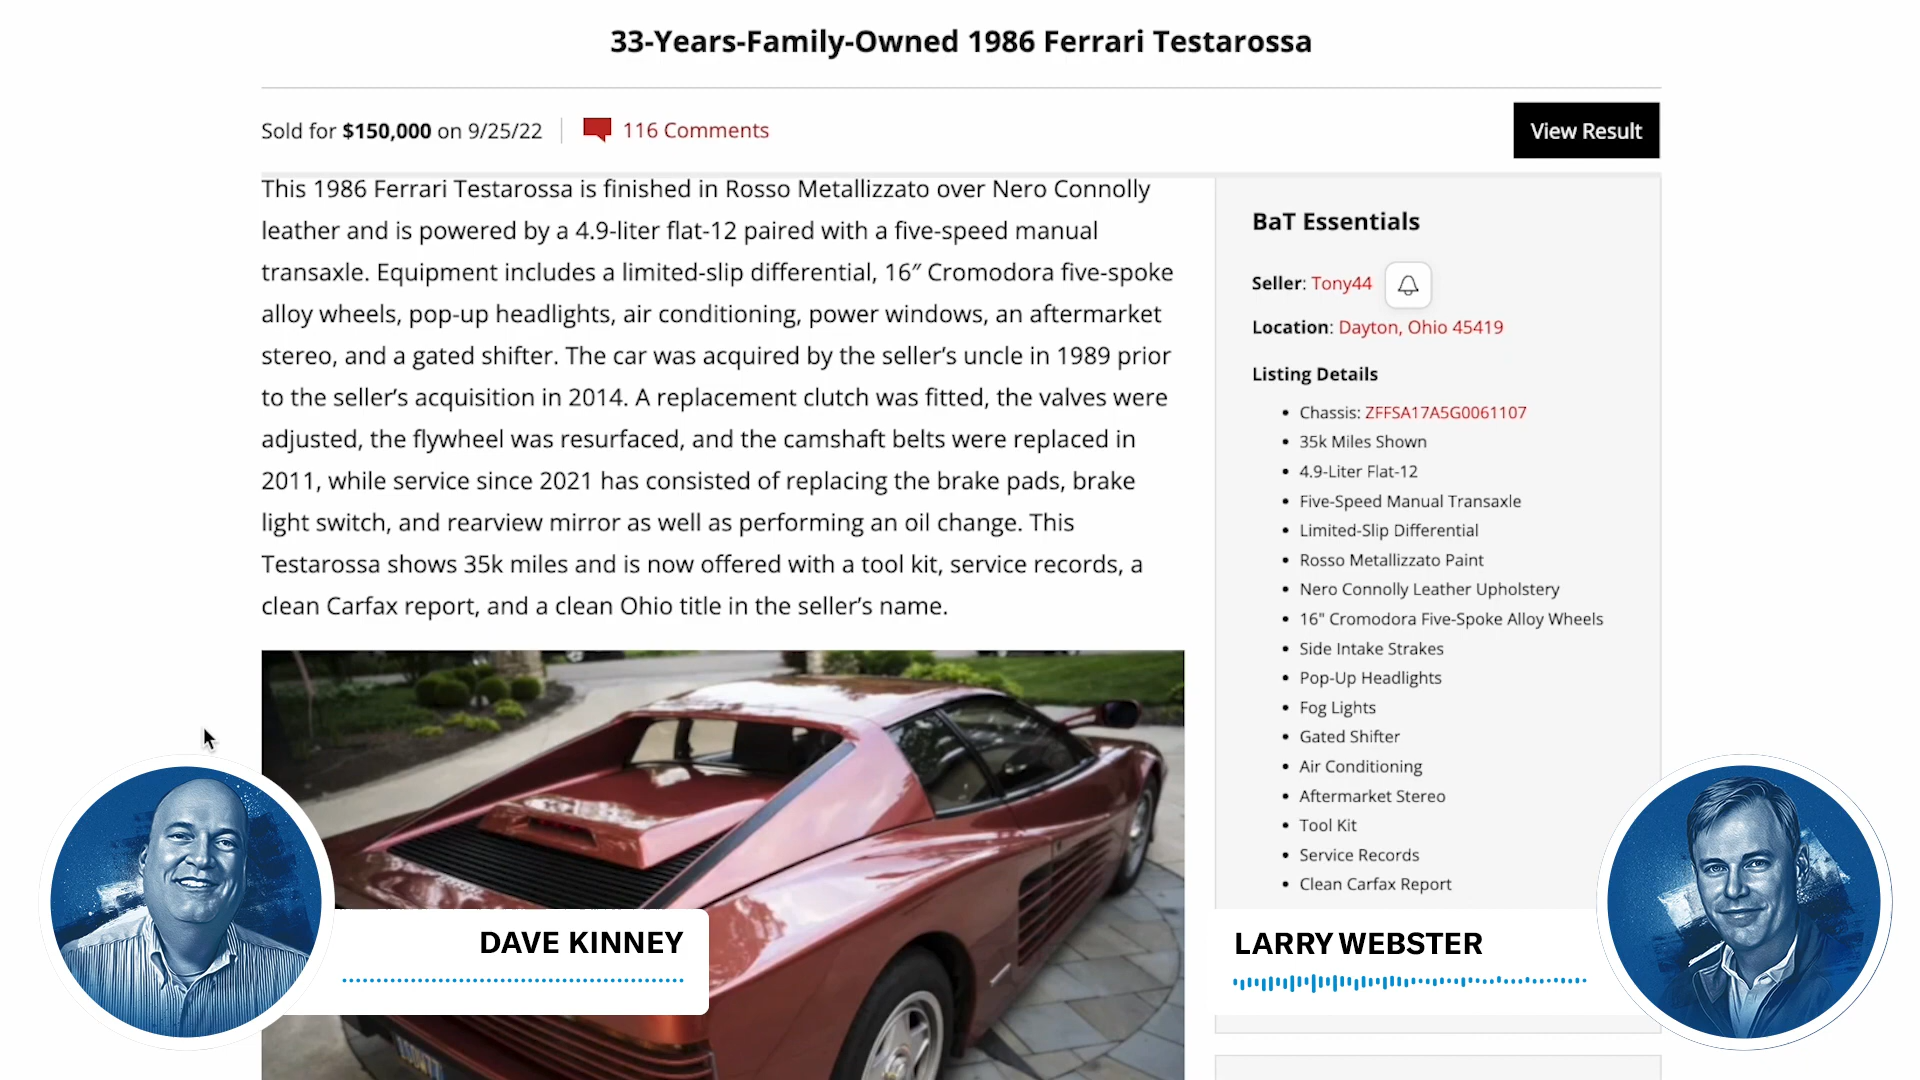 33-Years-Family-Owned 1986 Ferrari Testarossa
Sold for $150,000 on 9/25/22
116 Comments
View Result
This 1986 Ferrari Testarossa is finished in Rosso Metallizzato over Nero Connolly
leather and is powered by a 4.9-liter flat-12 paired with a five-speed manual
transaxle. Equipment includes a limited-slip differential, 16″ Cromodora five-spoke
alloy wheels, pop-up headlights, air conditioning, power windows, an aftermarket
stereo, and a gated shifter. The car was acquired by the seller’s uncle in 1989 prior
to the seller’s acquisition in 2014. A replacement clutch was fitted, the valves were
adjusted, the flywheel was resurfaced, and the camshaft belts were replaced in
2011, while service since 2021 has consisted of replacing the brake pads, brake
light switch, and rearview mirror as well as performing an oil change. This
Testarossa shows 35k miles and is now offered with a tool kit, service records, a
clean Carfax report, and a clean Ohio title in the seller’s name.
BaT Essentials
Seller: Tony44
Location: Dayton, Ohio 45419
Listing Details
• Chassis: ZFFSA17A5G0061107
• 35k Miles Shown
• 4.9-Liter Flat-12
• Five-Speed Manual Transaxle
• Limited-Slip Differential
• Rosso Metallizzato Paint
• Nero Connolly Leather Upholstery
• 16" Cromodora Five-Spoke Alloy Wheels
• Side Intake Strakes
• Pop-Up Headlights
• Fog Lights
• Gated Shifter
• Air Conditioning
• Aftermarket Stereo
• Tool Kit
• Service Records
• Clean Carfax Report
DAVE KINNEY
LARRY WEBSTER